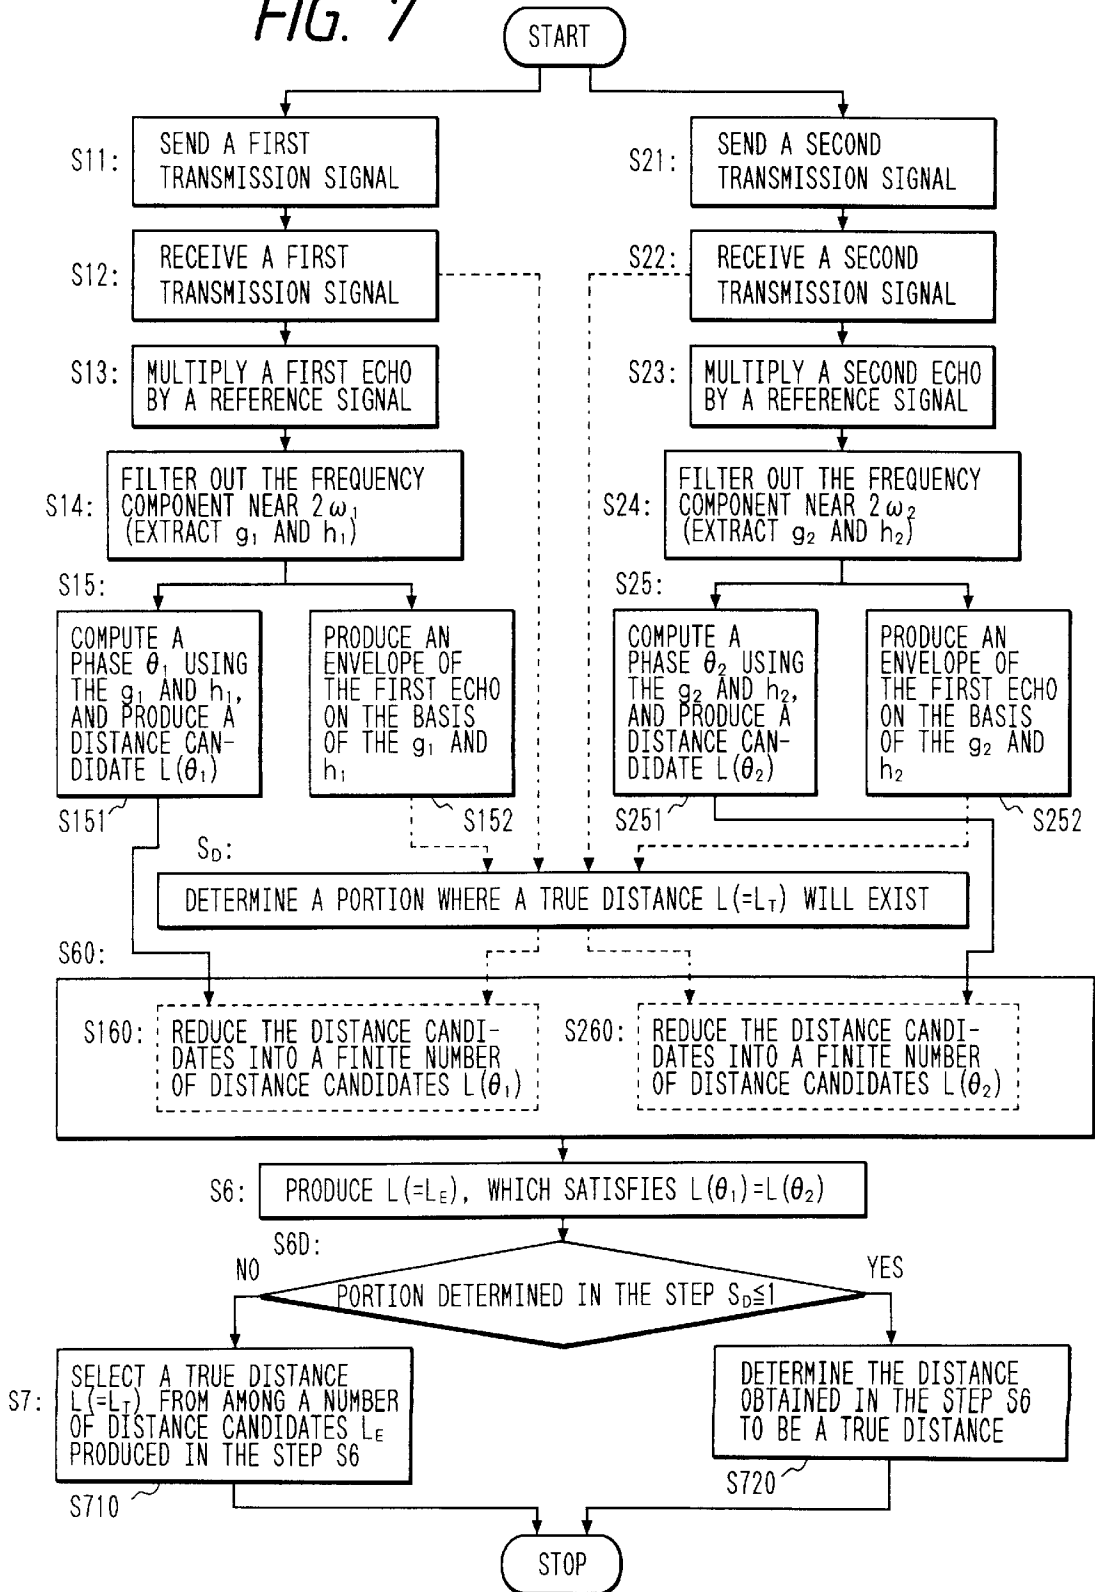 FIG. 7
START
S11:
SEND A FIRST
TRANSMISSION SIGNAL
S21:
SEND A SECOND
TRANSMISSION SIGNAL
S12:
RECEIVE A FIRST
TRANSMISSION SIGNAL
S22:
RECEIVE A SECOND
TRANSMISSION SIGNAL
S13:
MULTIPLY A FIRST ECHO
BY A REFERENCE SIGNAL
S23:
MULTIPLY A SECOND ECHO
BY A REFERENCE SIGNAL
S14:
FILTER OUT THE FREQUENCY
COMPONENT NEAR 2ω₁
(EXTRACT g₁ AND h₁)
S24:
FILTER OUT THE FREQUENCY
COMPONENT NEAR 2ω₂
(EXTRACT g₂ AND h₂)
S15:
COMPUTE A
PHASE θ₁ USING
THE g₁ AND h₁,
AND PRODUCE A
DISTANCE CAN-
DIDATE L(θ₁)
S151
PRODUCE AN
ENVELOPE OF
THE FIRST ECHO
ON THE BASIS
OF THE g₁ AND
h₁
S152
S25:
COMPUTE A
PHASE θ₂ USING
THE g₂ AND h₂,
AND PRODUCE A
DISTANCE CAN-
DIDATE L(θ₂)
S251
PRODUCE AN
ENVELOPE OF
THE FIRST ECHO
ON THE BASIS
OF THE g₂ AND
h₂
S252
S_D:
DETERMINE A PORTION WHERE A TRUE DISTANCE L(=L_T) WILL EXIST
S60:
S160:
REDUCE THE DISTANCE CANDI-
DATES INTO A FINITE NUMBER
OF DISTANCE CANDIDATES L(θ₁)
S260:
REDUCE THE DISTANCE CANDI-
DATES INTO A FINITE NUMBER
OF DISTANCE CANDIDATES L(θ₂)
S6:
PRODUCE L(=L_E), WHICH SATISFIES L(θ₁)=L(θ₂)
S6D:
NO
YES
PORTION DETERMINED IN THE STEP S_D≦1
S7:
SELECT A TRUE DISTANCE
L(=L_T) FROM AMONG A NUMBER
OF DISTANCE CANDIDATES L_E
PRODUCED IN THE STEP S6
S710
DETERMINE THE DISTANCE
OBTAINED IN THE STEP S6
TO BE A TRUE DISTANCE
S720
STOP